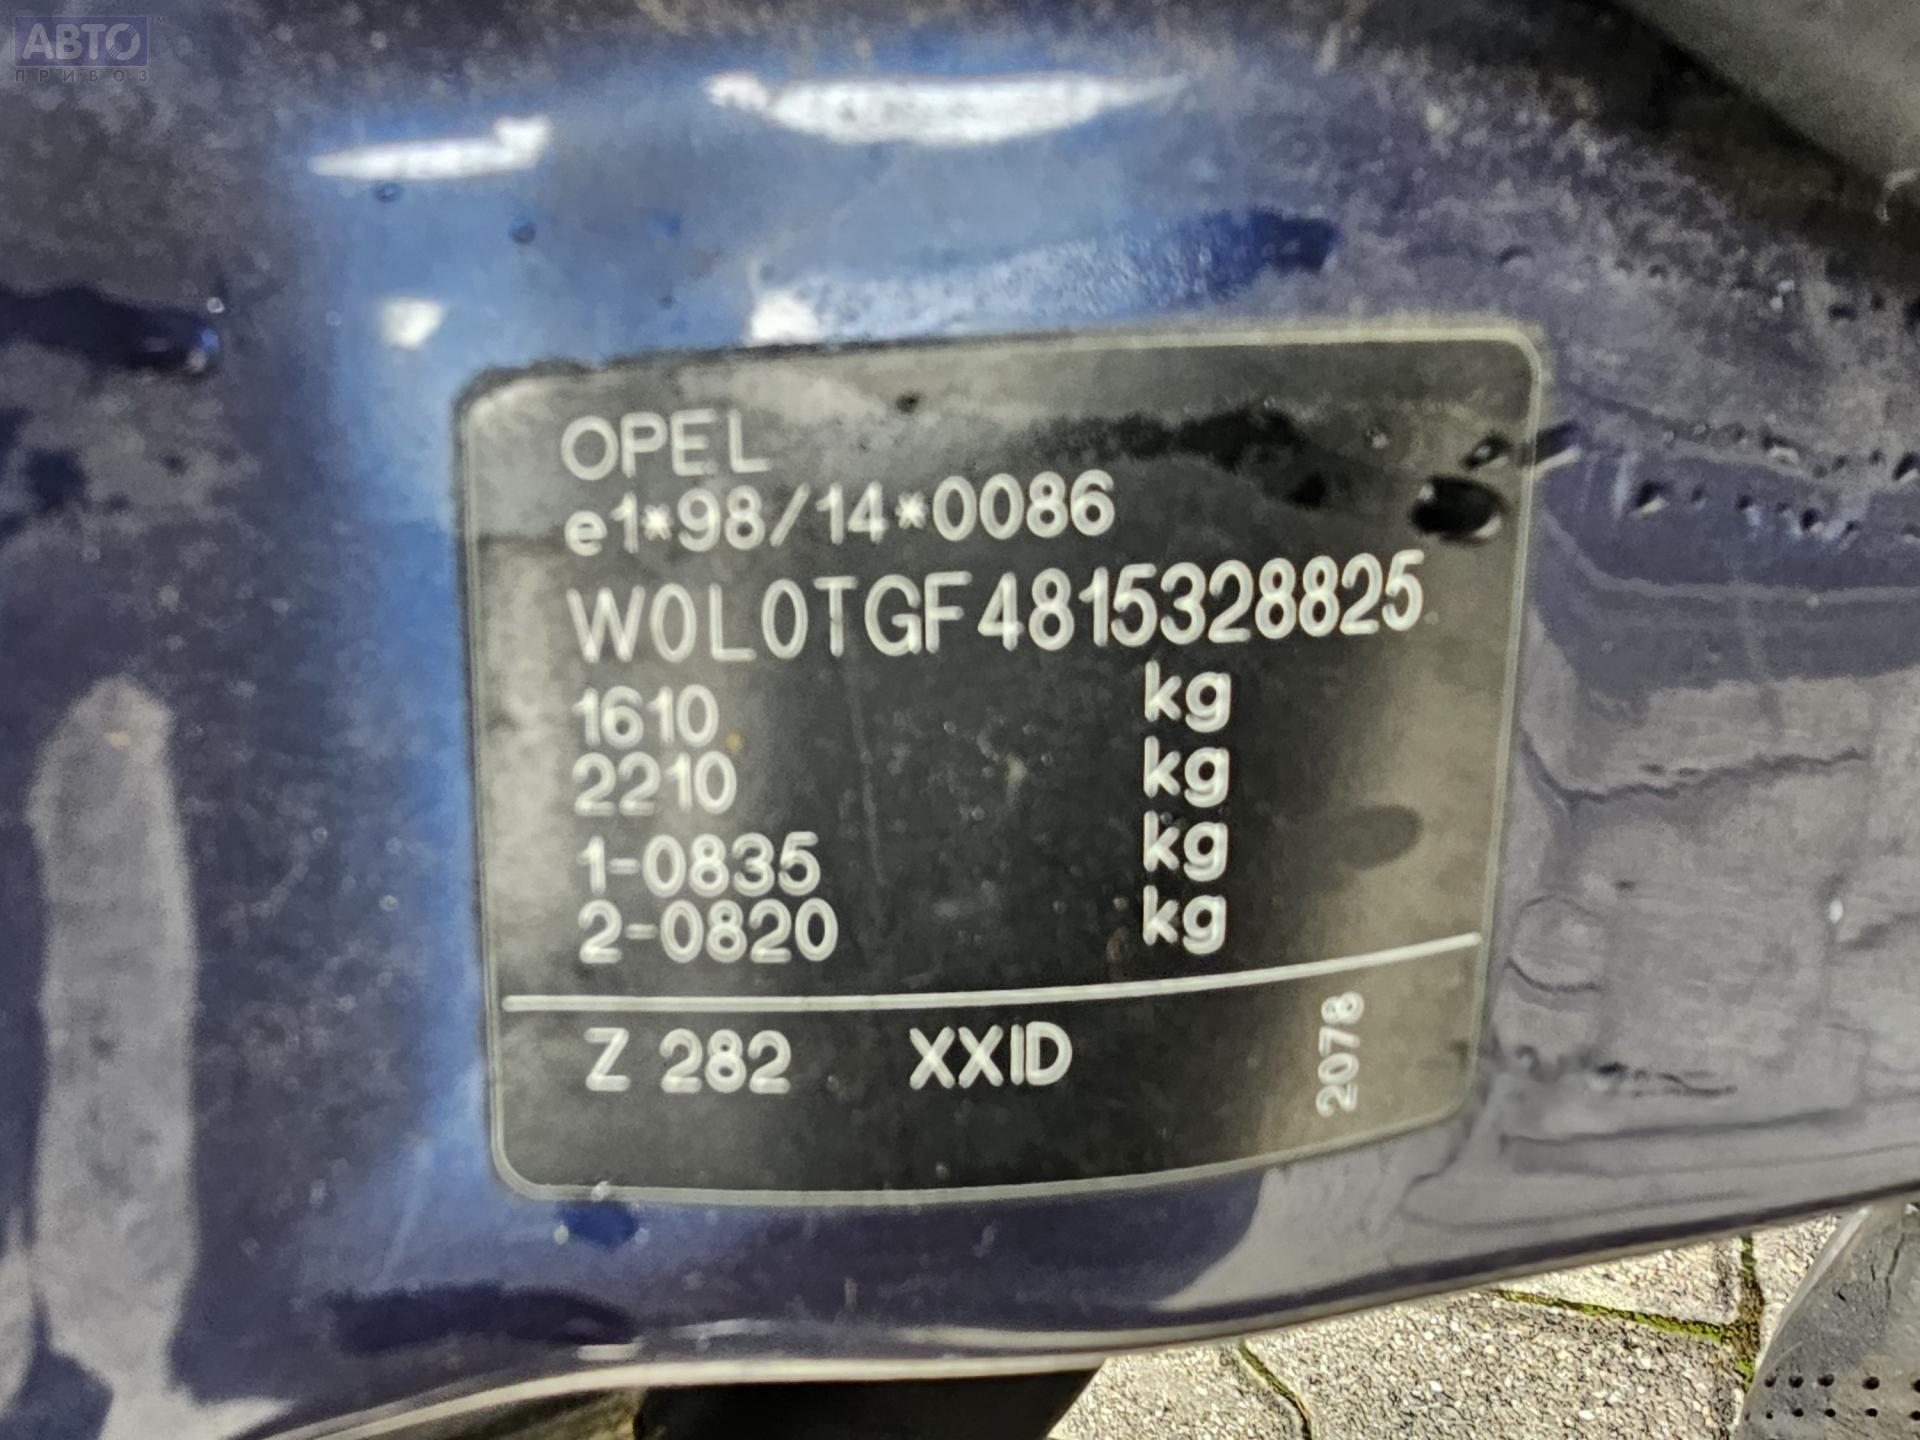 АВТО™
ПРИВОЗ
OPEL
e1*98/14*0086
W0L0TGF4815328825
1610 kg
2210 kg
1-0835 kg
2-0820 kg
Z 282 XXID
2078